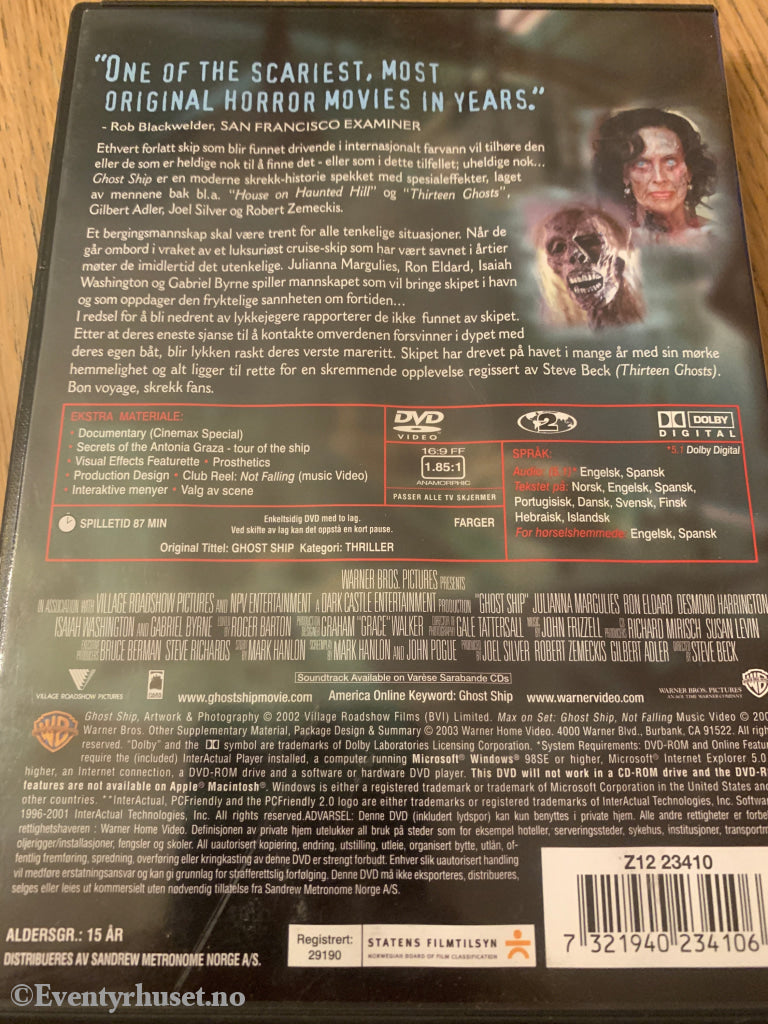 "ONE OF THE SCARIEST, MOST
ORIGINAL HORROR MOVIES IN YEARS."
- Rob Blackwelder, SAN FRANCISCO EXAMINER
Ethvert forlatt skip som blir funnet drivende i internasjonalt farvann vil tilhøre den
eller de som er heldige nok til å finne det - eller som i dette tilfellet; uheldige nok...
Ghost Ship er en moderne skrekk-historie spekket med spesialeffekter, laget
av mennene bak bl.a. "House on Haunted Hill" og "Thirteen Ghosts",
Gilbert Adler, Joel Silver og Robert Zemeckis.
Et bergingsmannskap skal være trent for alle tenkelige situasjoner. Når de
går ombord i vraket av et luksuriøst cruise-skip som har vært savnet i årtier
møter de imidlertid det utenkelige. Julianna Margulies, Ron Eldard, Isaiah
Washington og Gabriel Byrne spiller mannskapet som vil bringe skipet i havn
og som oppdager den fryktelige sannheten om fortiden...
I redsel for å bli nedrent av lykkejegere rapporterer de ikke funnet av skipet.
Etter at deres eneste sjanse til å kontakte omverdenen forsvinner i dypet med
deres egen båt, blir lykken raskt deres verste mareritt. Skipet har drevet på havet i mange år med sin mørke
hemmelighet og alt ligger til rette for en skremmende opplevelse regissert av Steve Beck (Thirteen Ghosts).
Bon voyage, skrekk fans.
EKSTRA MATERIALE:
• Documentary (Cinemax Special)
• Secrets of the Antonia Graza - tour of the ship
• Visual Effects Featurette • Prosthetics
• Production Design • Club Reel: Not Falling (music Video)
• Interaktive menyer • Valg av scene
DVD
VIDEO
2
DOLBY
DIGITAL
16:9 FF
1.85:1
ANAMORPHIC
PASSER ALLE TV SKJERMER
*5.1 Dolby Digital
SPRÅK:
Audio: (5.1)* Engelsk, Spansk
Tekstet på: Norsk, Engelsk, Spansk,
Portugisisk, Dansk, Svensk, Finsk
Hebraisk, Islandsk
For hørselshemmede: Engelsk, Spansk
SPILLETID 87 MIN
Enkeltsidig DVD med to lag.
Ved skifte av lag kan det oppstå en kort pause.
FARGER
Original Tittel: GHOST SHIP Kategori: THRILLER
WARNER BROS. PICTURES PRESENTS
IN ASSOCIATION WITH VILLAGE ROADSHOW PICTURES AND NPV ENTERTAINMENT A DARK CASTLE ENTERTAINMENT PRODUCTION "GHOST SHIP" JULIANNA MARGULIES RON ELDARD DESMOND HARRINGTON
ISAIAH WASHINGTON AND GABRIEL BYRNE EDITED BY ROGER BARTON PRODUCTION DESIGNER GRAHAM "GRACE" WALKER DIRECTOR OF PHOTOGRAPHY GALE TATTERSALL MUSIC BY JOHN FRIZZELL CO PRODUCERS RICHARD MIRISCH SUSAN LEVIN
EXECUTIVE PRODUCERS BRUCE BERMAN STEVE RICHARDS STORY BY MARK HANLON SCREENPLAY BY MARK HANLON AND JOHN POGUE PRODUCED BY JOEL SILVER ROBERT ZEMECKIS GILBERT ADLER DIRECTED BY STEVE BECK
Soundtrack Available on Varèse Sarabande CDs
VILLAGE ROADSHOW PICTURES
www.ghostshipmovie.com America Online Keyword: Ghost Ship www.warnervideo.com
WARNER BROS. PICTURES
Ghost Ship, Artwork & Photography © 2002 Village Roadshow Films (BVI) Limited. Max on Set: Ghost Ship, Not Falling Music Video © 200
Warner Bros. Other Supplementary Material, Package Design & Summary © 2003 Warner Home Video. 4000 Warner Blvd., Burbank, CA 91522. All righ
reserved. "Dolby" and the symbol are trademarks of Dolby Laboratories Licensing Corporation. *System Requirements: DVD-ROM and Online Featur
require the (included) InterActual Player installed, a computer running Microsoft® Windows® 98SE or higher, Microsoft® Internet Explorer 5.0
higher, an Internet connection, a DVD-ROM drive and a software or hardware DVD player. This DVD will not work in a CD-ROM drive and the DVD-R
features are not available on Apple® Macintosh®. Windows is either a registered trademark or trademark of Microsoft Corporation in the United States and
other countries. **InterActual, PCFriendly and the PCFriendly 2.0 logo are either trademarks or registered trademarks of InterActual Technologies, Inc. Softwa
1996-2001 InterActual Technologies, Inc. All rights reserved.ADVARSEL: Denne DVD (inkludert lydspor) kan kun benyttes i privat hjem. Alle andre rettigheter er forbe
rettighetshaver : Warner Home Video. Definisjonen av private hjem utelukker all bruk på steder som for eksempel hoteller, serveringssteder, sykehus, institusjoner, transportm
oljerigger/installasjoner, fengsler og skoler. All uautorisert kopiering, endring, utstilling, utleie, organisert bytte, utlån, of-
fentlig fremføring, spredning, overføring eller kringkasting av denne DVD er strengt forbudt. Enhver slik uautorisert handling
vil medføre erstatningsansvar og kan gi grunnlag for strafferettslig forfølging. Denne DVD må ikke eksporteres, distribueres,
selges eller leies ut kommersielt uten nødvendig tillatelse fra Sandrew Metronome Norge A/S.
Z12 23410
7 321940 234106
ALDERSGR.: 15 ÅR
DISTRIBUERES AV SANDREW METRONOME NORGE A/S.
Registrert:
29190
STATENS FILMTILSYN
NORWEGIAN BOARD OF FILM CLASSIFICATION
©Eventyrhuset.no